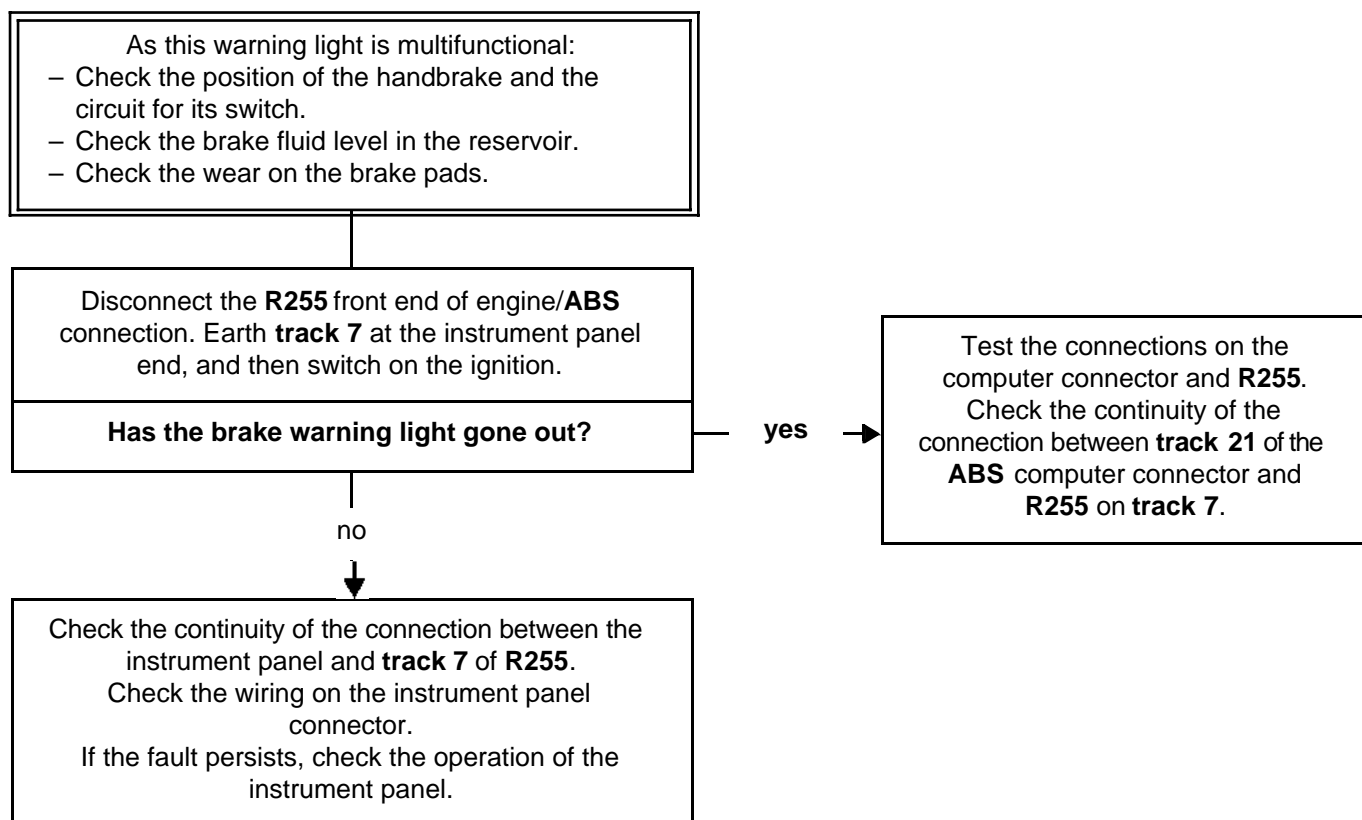 As this warning light is multifunctional:
– Check the position of the handbrake and the
circuit for its switch.
– Check the brake fluid level in the reservoir.
– Check the wear on the brake pads.
Disconnect the R255 front end of engine/ABS
connection. Earth track 7 at the instrument panel
end, and then switch on the ignition.
Has the brake warning light gone out?
yes
Test the connections on the
computer connector and R255.
Check the continuity of the
connection between track 21 of the
ABS computer connector and
R255 on track 7.
no
Check the continuity of the connection between the
instrument panel and track 7 of R255.
Check the wiring on the instrument panel
connector.
If the fault persists, check the operation of the
instrument panel.